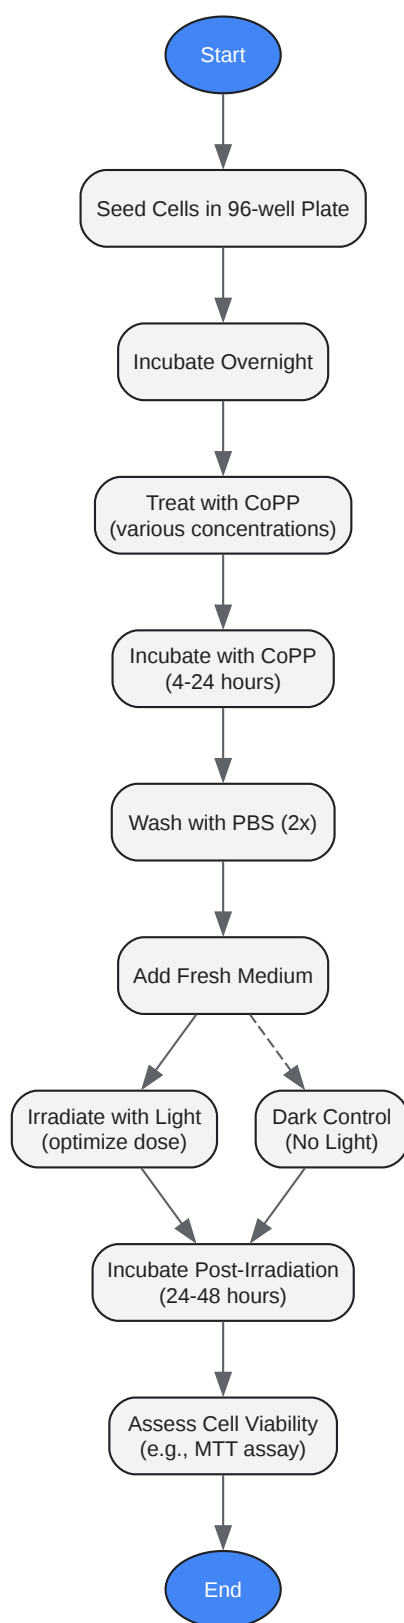 Start
Seed Cells in 96-well Plate
Incubate Overnight
Treat with CoPP
(various concentrations)
Incubate with CoPP
(4-24 hours)
Wash with PBS (2x)
Add Fresh Medium
Irradiate with Light
(optimize dose)
Dark Control
(No Light)
Incubate Post-Irradiation
(24-48 hours)
Assess Cell Viability
(e.g., MTT assay)
End